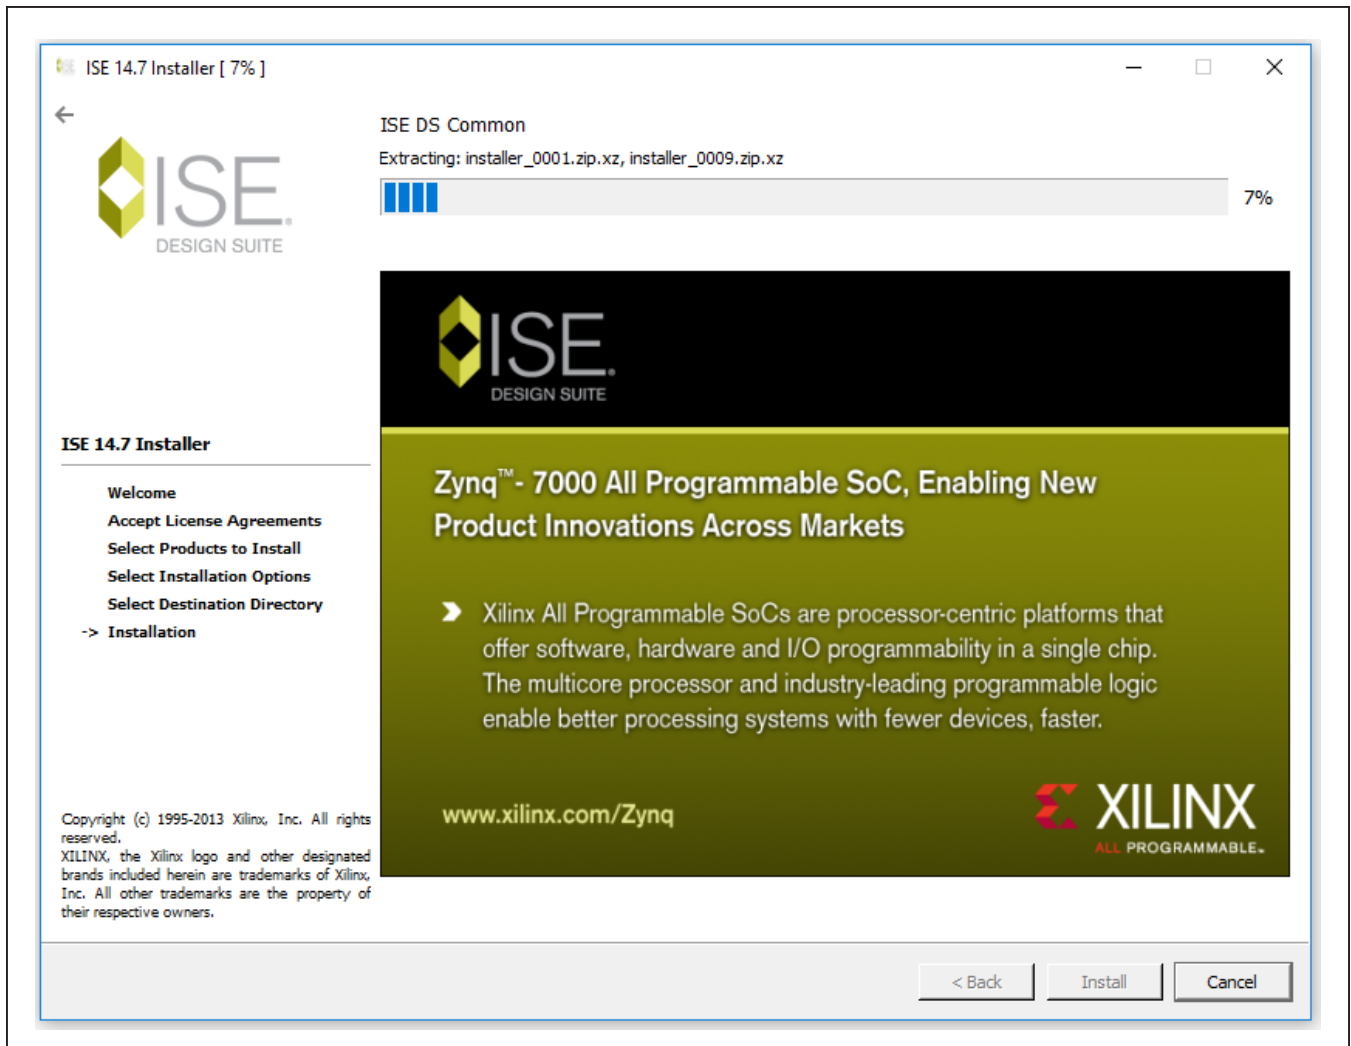 ISE 14.7 Installer [ 7% ]
ISE.
DESIGN SUITE
ISE DS Common
Extracting: installer_0001.zip.xz, installer_0009.zip.xz
7%
ISE 14.7 Installer
Welcome
Accept License Agreements
Select Products to Install
Select Installation Options
Select Destination Directory
-> Installation
Copyright (c) 1995-2013 Xilinx, Inc. All rights
reserved.
XILINX, the Xilinx logo and other designated
brands included herein are trademarks of Xilinx,
Inc. All other trademarks are the property of
their respective owners.
ISE.
DESIGN SUITE
Zynq™- 7000 All Programmable SoC, Enabling New
Product Innovations Across Markets
Xilinx All Programmable SoCs are processor-centric platforms that
offer software, hardware and I/O programmability in a single chip.
The multicore processor and industry-leading programmable logic
enable better processing systems with fewer devices, faster.
www.xilinx.com/Zynq
XILINX
ALL PROGRAMMABLE™
< Back
Install
Cancel